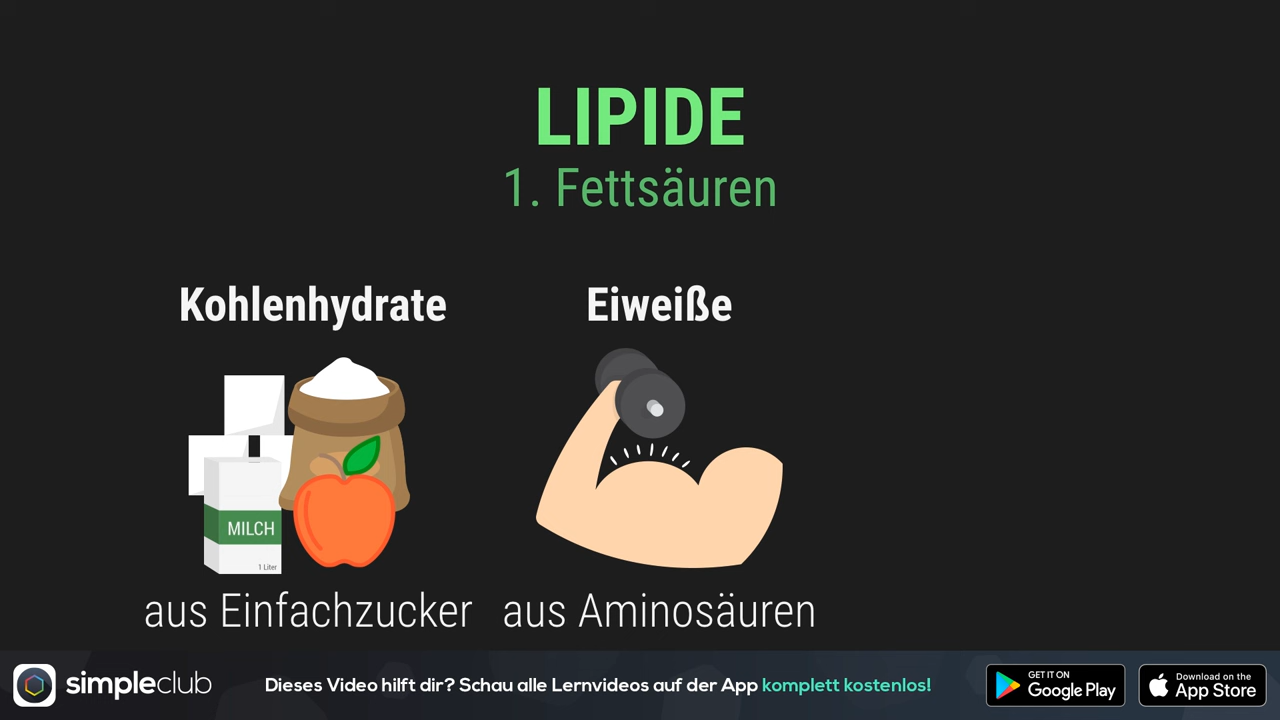 LIPIDE
1. Fettsäuren
Kohlenhydrate
Eiweiße
MILCH
1 Liter
aus Einfachzucker
aus Aminosäuren
simpleclub
Dieses Video hilft dir? Schau alle Lernvideos auf der App komplett kostenlos!
GET IT ON
Google Play
Download on the
App Store